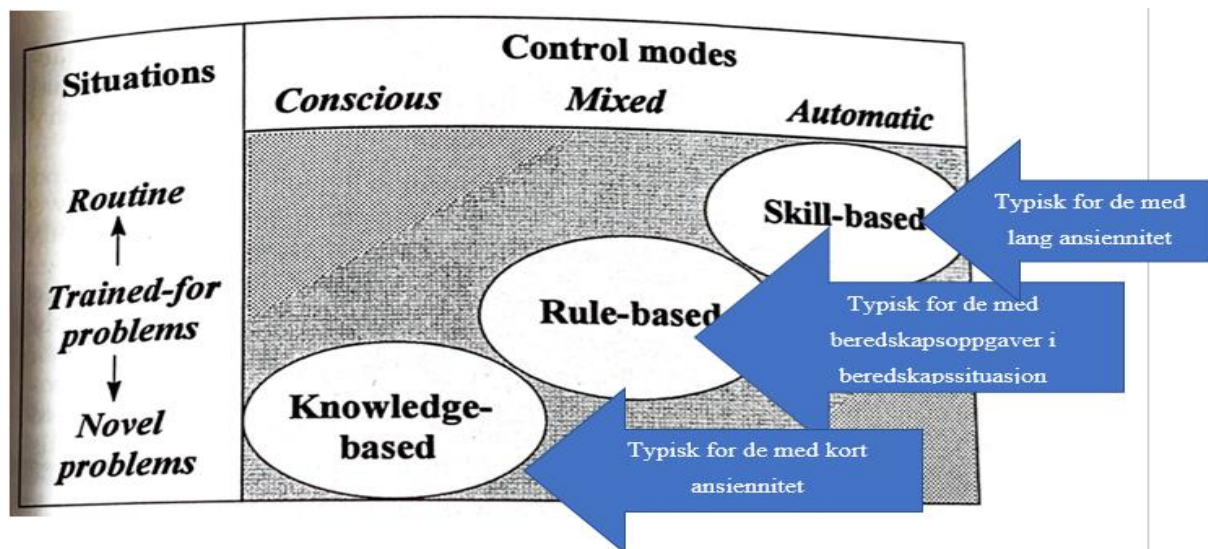 Situations
Control modes
Conscious
Mixed
Automatic
Routine
Trained-for
problems
Novel
problems
Skill-based
Rule-based
Knowledge-
based
Typisk for de med
lang ansiennitet
Typisk for de med
beredskapsoppgaver i
beredskapssituasjon
Typisk for de med kort
ansiennitet